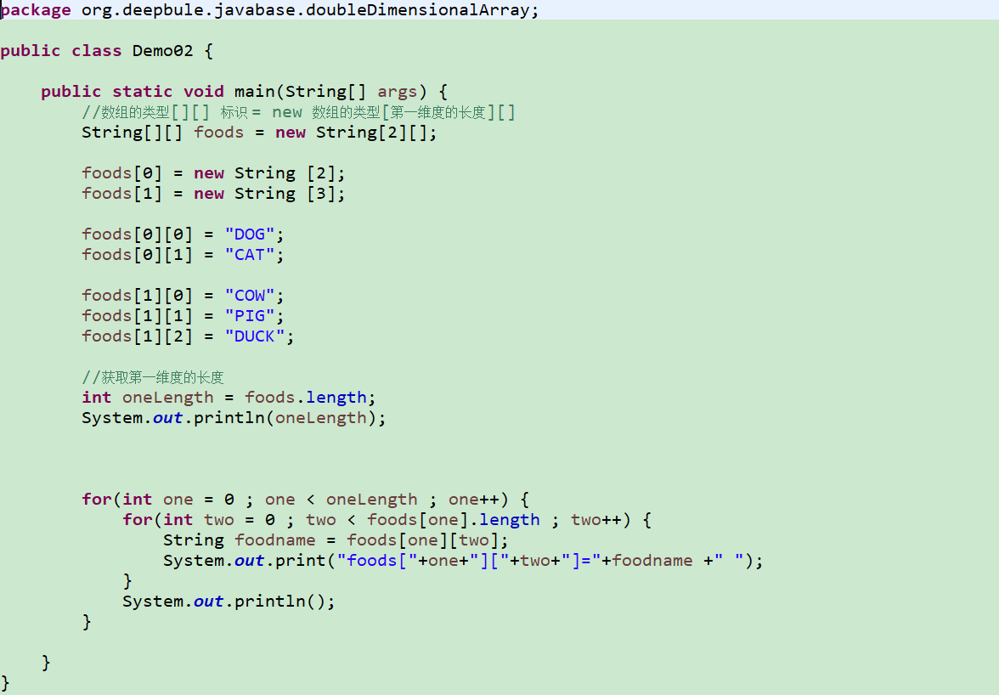 package org.deepbule.javabase.doubleDimensionalArray;
public class Demo02 {
public static void main(String[] args) {
//数组的类型[][] 标识 = new 数组的类型[第一维度的长度][]
String[][] foods = new String[2][];
foods[0] = new String [2];
foods[1] = new String [3];
foods[0][0] = "DOG";
foods[0][1] = "CAT";
foods[1][0] = "COW";
foods[1][1] = "PIG";
foods[1][2] = "DUCK";
//获取第一维度的长度
int oneLength = foods.length;
System.out.println(oneLength);
for(int one = 0 ; one < oneLength ; one++) {
for(int two = 0 ; two < foods[one].length ; two++) {
String foodname = foods[one][two];
System.out.print("foods["+one+"]["+two+"]="+foodname +" ");
}
System.out.println();
}
}
}